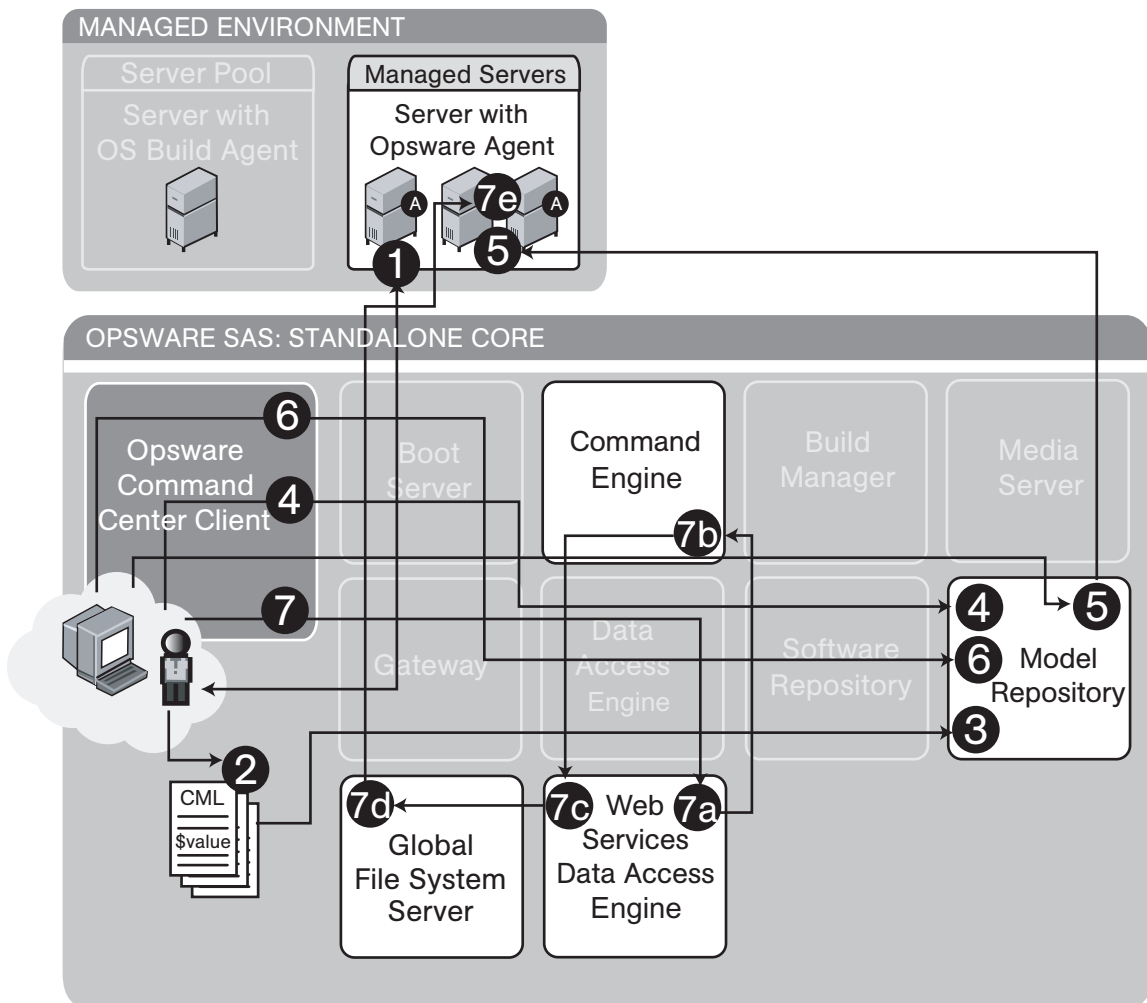 MANAGED ENVIRONMENT
Server Pool
Server with
OS Build Agent
Managed Servers
Server with
Opsware Agent
A
7e
A
1
5
OPSWARE SAS: STANDALONE CORE
Opsware
Command
Center Client
6
4
7
Boot
Server
Command
Engine
7b
Build
Manager
Media
Server
Gateway
Data
Access
Engine
Software
Repository
4
5
6
Model
Repository
3
2
CML
$value
7d
Global
File System
Server
7c
Web
7a
Services
Data Access
Engine